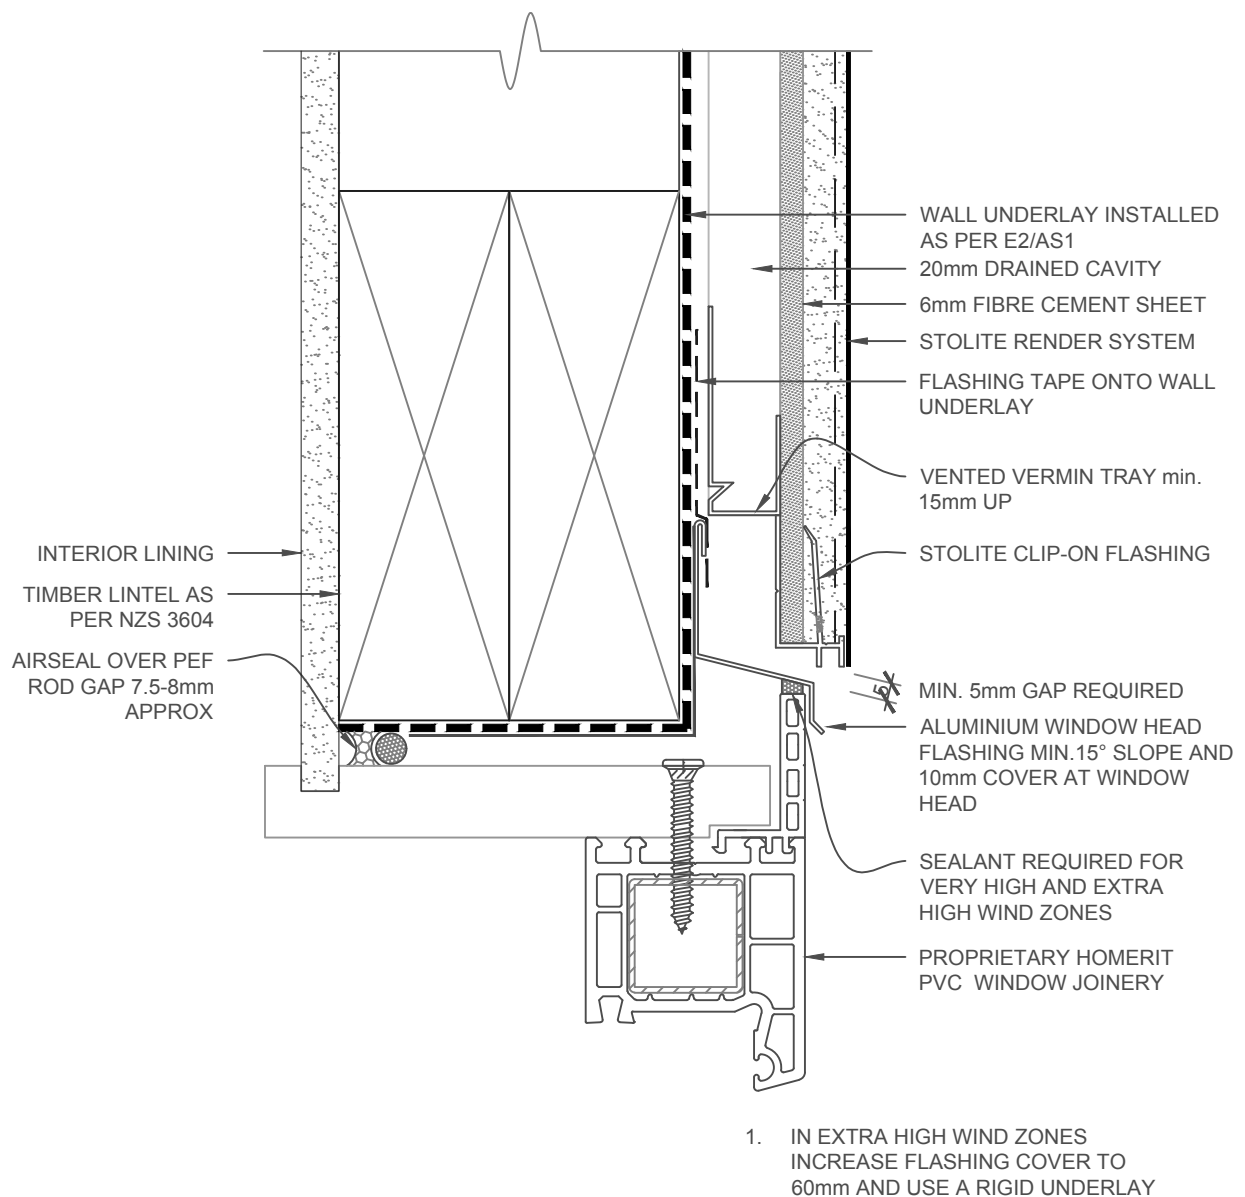 WALL UNDERLAY INSTALLED
AS PER E2/AS1
20mm DRAINED CAVITY
6mm FIBRE CEMENT SHEET
STOLITE RENDER SYSTEM
FLASHING TAPE ONTO WALL
UNDERLAY
VENTED VERMIN TRAY min.
15mm UP
STOLITE CLIP-ON FLASHING
INTERIOR LINING
TIMBER LINTEL AS
PER NZS 3604
AIRSEAL OVER PEF
ROD GAP 7.5-8mm
APPROX
5
MIN. 5mm GAP REQUIRED
ALUMINIUM WINDOW HEAD
FLASHING MIN.15° SLOPE AND
10mm COVER AT WINDOW
HEAD
SEALANT REQUIRED FOR
VERY HIGH AND EXTRA
HIGH WIND ZONES
PROPRIETARY HOMERIT
PVC WINDOW JOINERY
1. IN EXTRA HIGH WIND ZONES
INCREASE FLASHING COVER TO
60mm AND USE A RIGID UNDERLAY